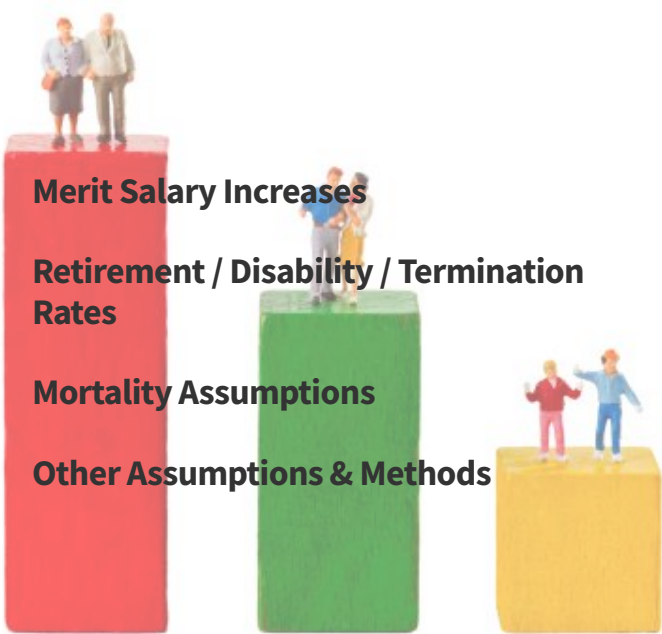 Merit Salary Increases
Retirement / Disability / Termination
Rates
Mortality Assumptions
Other Assumptions & Methods